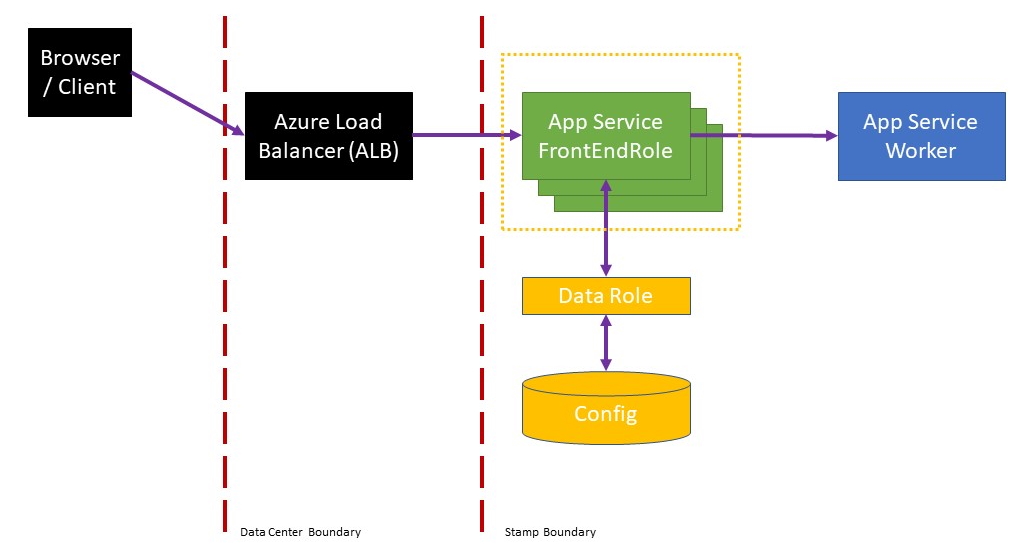 Browser
/ Client
Azure Load
Balancer (ALB)
App Service
FrontEndRole
App Service
Worker
Data Role
Config
Data Center Boundary
Stamp Boundary